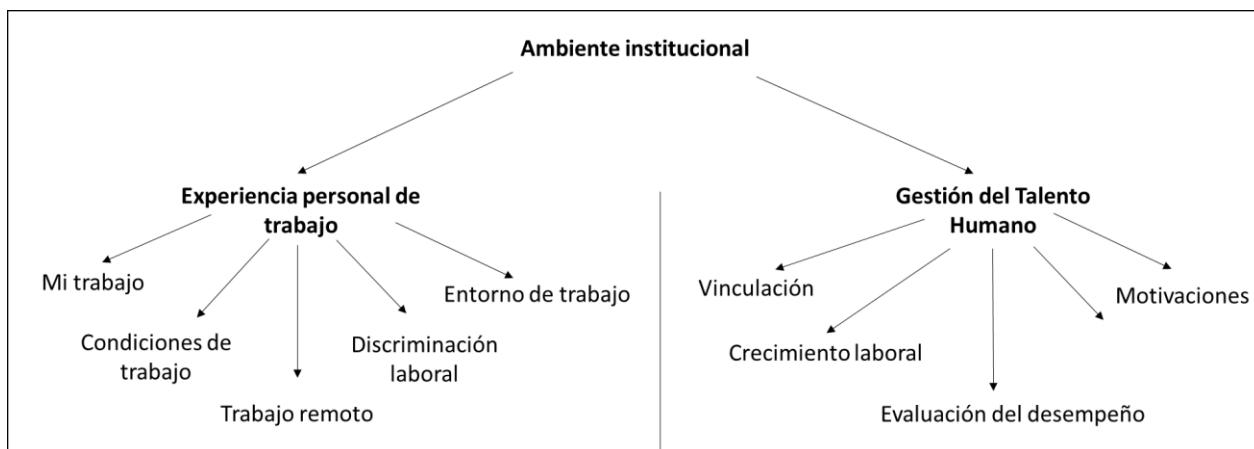 Ambiente institucional
Experiencia personal de
trabajo
Gestión del Talento
Humano
Mi trabajo
Entorno de trabajo
Condiciones de
trabajo
Discriminación
laboral
Trabajo remoto
Vinculación
Motivaciones
Crecimiento laboral
Evaluación del desempeño